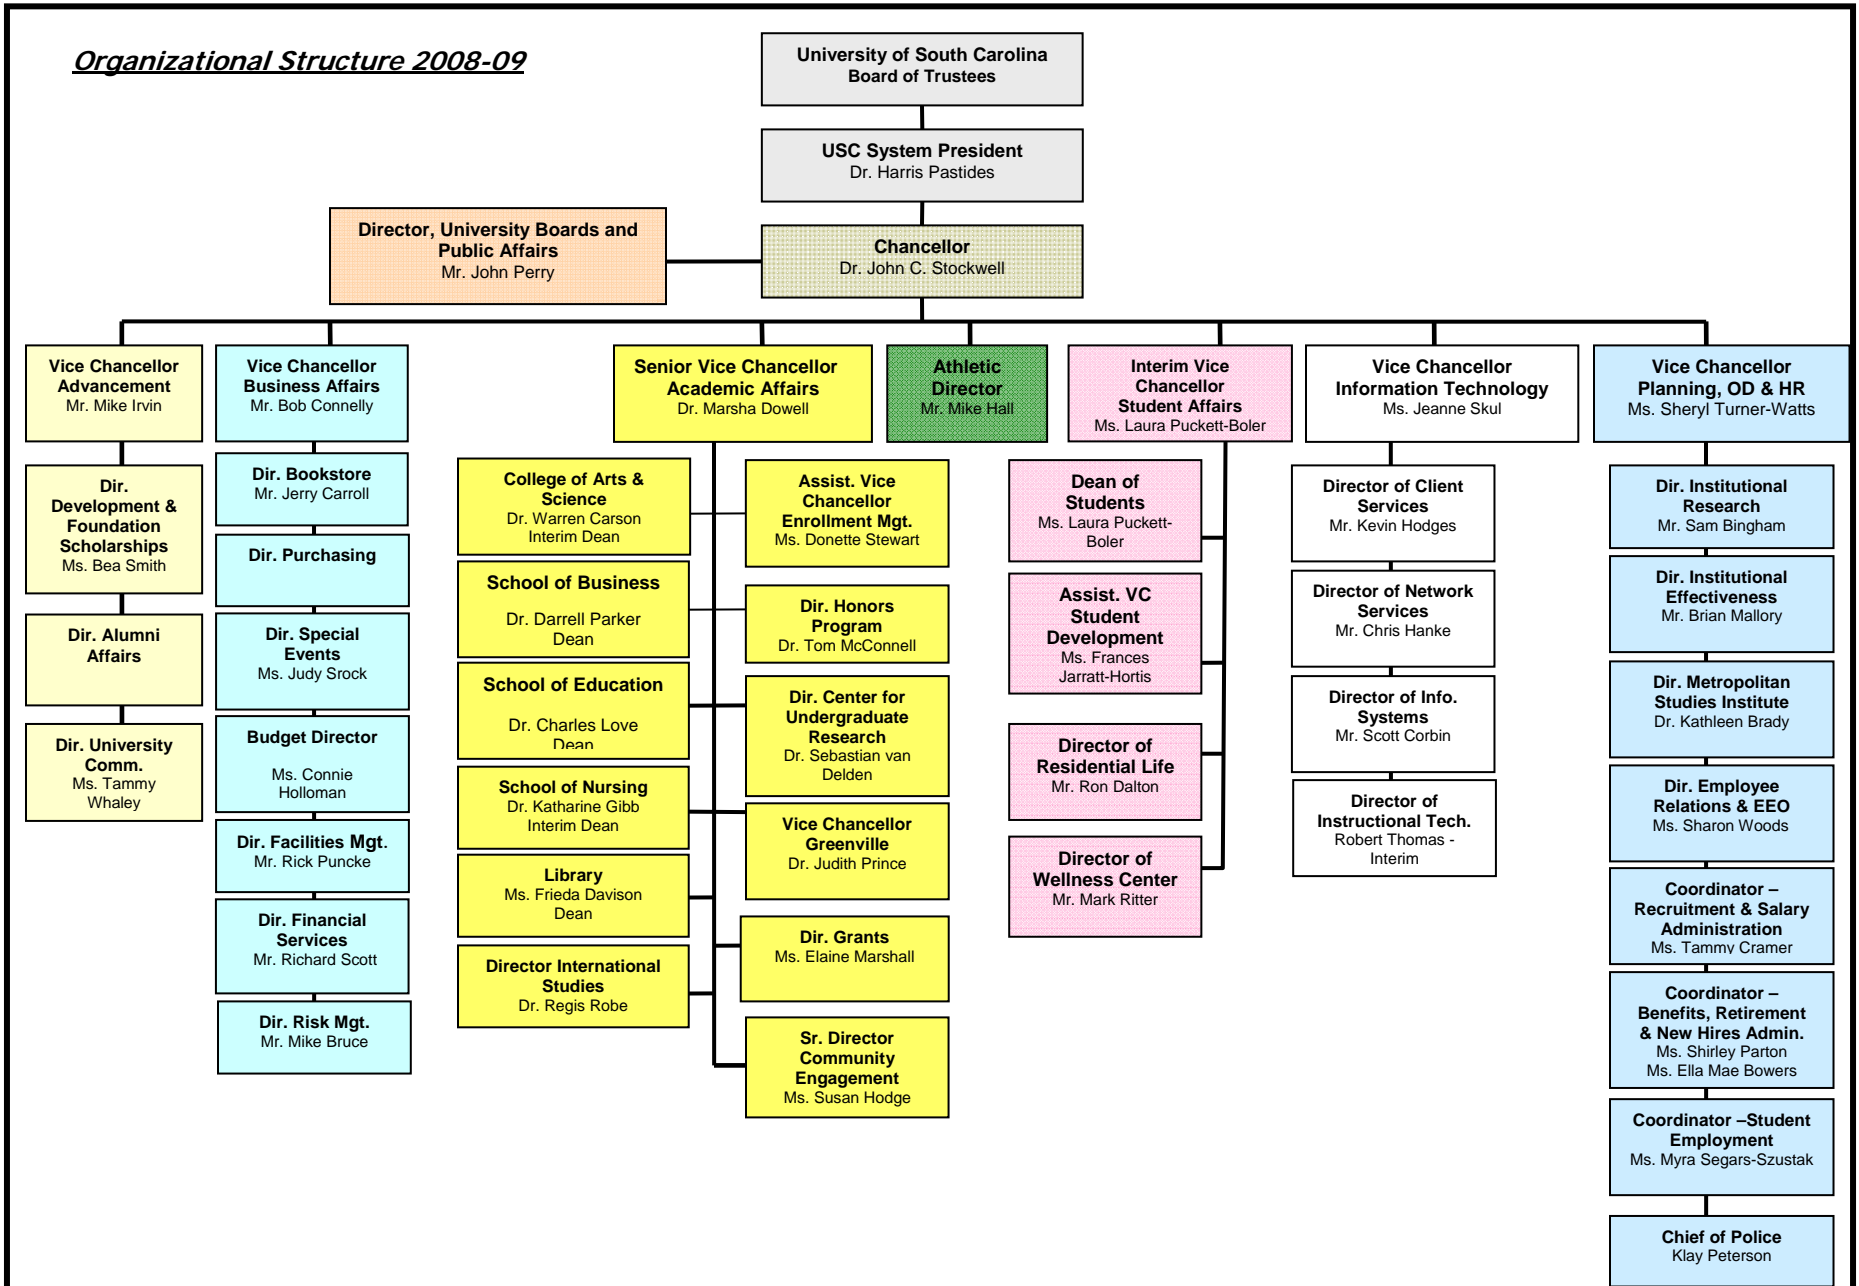 Organizational Structure 2008-09
University of South Carolina
Board of Trustees
USC System President
Dr. Harris Pastides
Director, University Boards and
Public Affairs
Mr. John Perry
Chancellor
Dr. John C. Stockwell
Vice Chancellor
Advancement
Mr. Mike Irvin
Dir.
Development &
Foundation
Scholarships
Ms. Bea Smith
Dir. Alumni
Affairs
Dir. University
Comm.
Ms. Tammy
Whaley
Vice Chancellor
Business Affairs
Mr. Bob Connelly
Dir. Bookstore
Mr. Jerry Carroll
Dir. Purchasing
Dir. Special
Events
Ms. Judy Srock
Budget Director
Ms. Connie
Holloman
Dir. Facilities Mgt.
Mr. Rick Puncke
Dir. Financial
Services
Mr. Richard Scott
Dir. Risk Mgt.
Mr. Mike Bruce
Senior Vice Chancellor
Academic Affairs
Dr. Marsha Dowell
College of Arts &
Science
Dr. Warren Carson
Interim Dean
School of Business
Dr. Darrell Parker
Dean
School of Education
Dr. Charles Love
Dean
School of Nursing
Dr. Katharine Gibb
Interim Dean
Library
Ms. Frieda Davison
Dean
Director International
Studies
Dr. Regis Robe
Assist. Vice
Chancellor
Enrollment Mgt.
Ms. Donette Stewart
Dir. Honors
Program
Dr. Tom McConnell
Dir. Center for
Undergraduate
Research
Dr. Sebastian van
Delden
Vice Chancellor
Greenville
Dr. Judith Prince
Dir. Grants
Ms. Elaine Marshall
Sr. Director
Community
Engagement
Ms. Susan Hodge
Athletic
Director
Mr. Mike Hall
Interim Vice
Chancellor
Student Affairs
Ms. Laura Puckett-Boler
Dean of
Students
Ms. Laura Puckett-
Boler
Assist. VC
Student
Development
Ms. Frances
Jarratt-Hortis
Director of
Residential Life
Mr. Ron Dalton
Director of
Wellness Center
Mr. Mark Ritter
Vice Chancellor
Information Technology
Ms. Jeanne Skul
Director of Client
Services
Mr. Kevin Hodges
Director of Network
Services
Mr. Chris Hanke
Director of Info.
Systems
Mr. Scott Corbin
Director of
Instructional Tech.
Robert Thomas -
Interim
Vice Chancellor
Planning, OD & HR
Ms. Sheryl Turner-Watts
Dir. Institutional
Research
Mr. Sam Bingham
Dir. Institutional
Effectiveness
Mr. Brian Mallory
Dir. Metropolitan
Studies Institute
Dr. Kathleen Brady
Dir. Employee
Relations & EEO
Ms. Sharon Woods
Coordinator –
Recruitment & Salary
Administration
Ms. Tammy Cramer
Coordinator –
Benefits, Retirement
& New Hires Admin.
Ms. Shirley Parton
Ms. Ella Mae Bowers
Coordinator –Student
Employment
Ms. Myra Segars-Szustak
Chief of Police
Klay Peterson